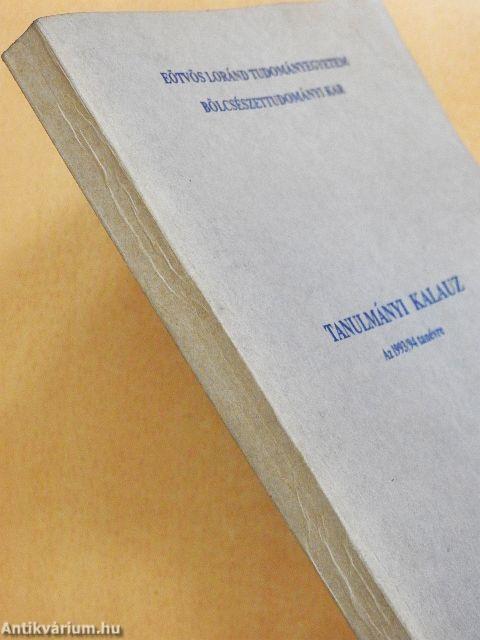 EÖTVÖS LORÁND TUDOMÁNYEGYETEM
BÖLCSÉSZETTUDOMÁNYI KAR
TANULMÁNYI KALAUZ
Az 1993/94 tanévre
Antikvárium.hu